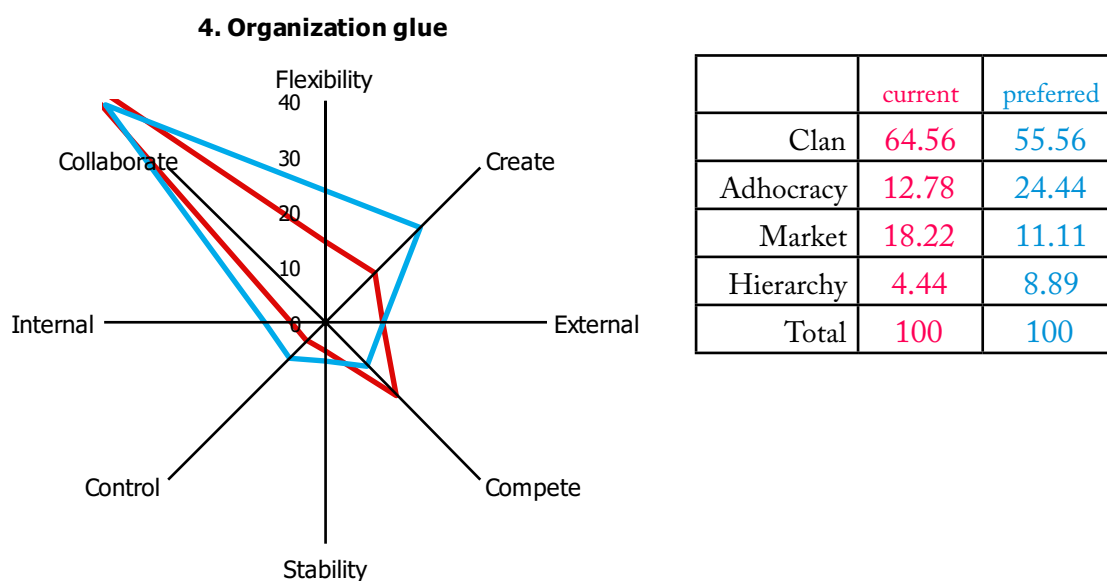 4. Organization glue
Flexibility
40
30
20
10
0
Collaborate
Create
Internal
External
Control
Compete
Stability
current preferred
Clan 64.56 55.56
Adhocracy 12.78 24.44
Market 18.22 11.11
Hierarchy 4.44 8.89
Total 100 100